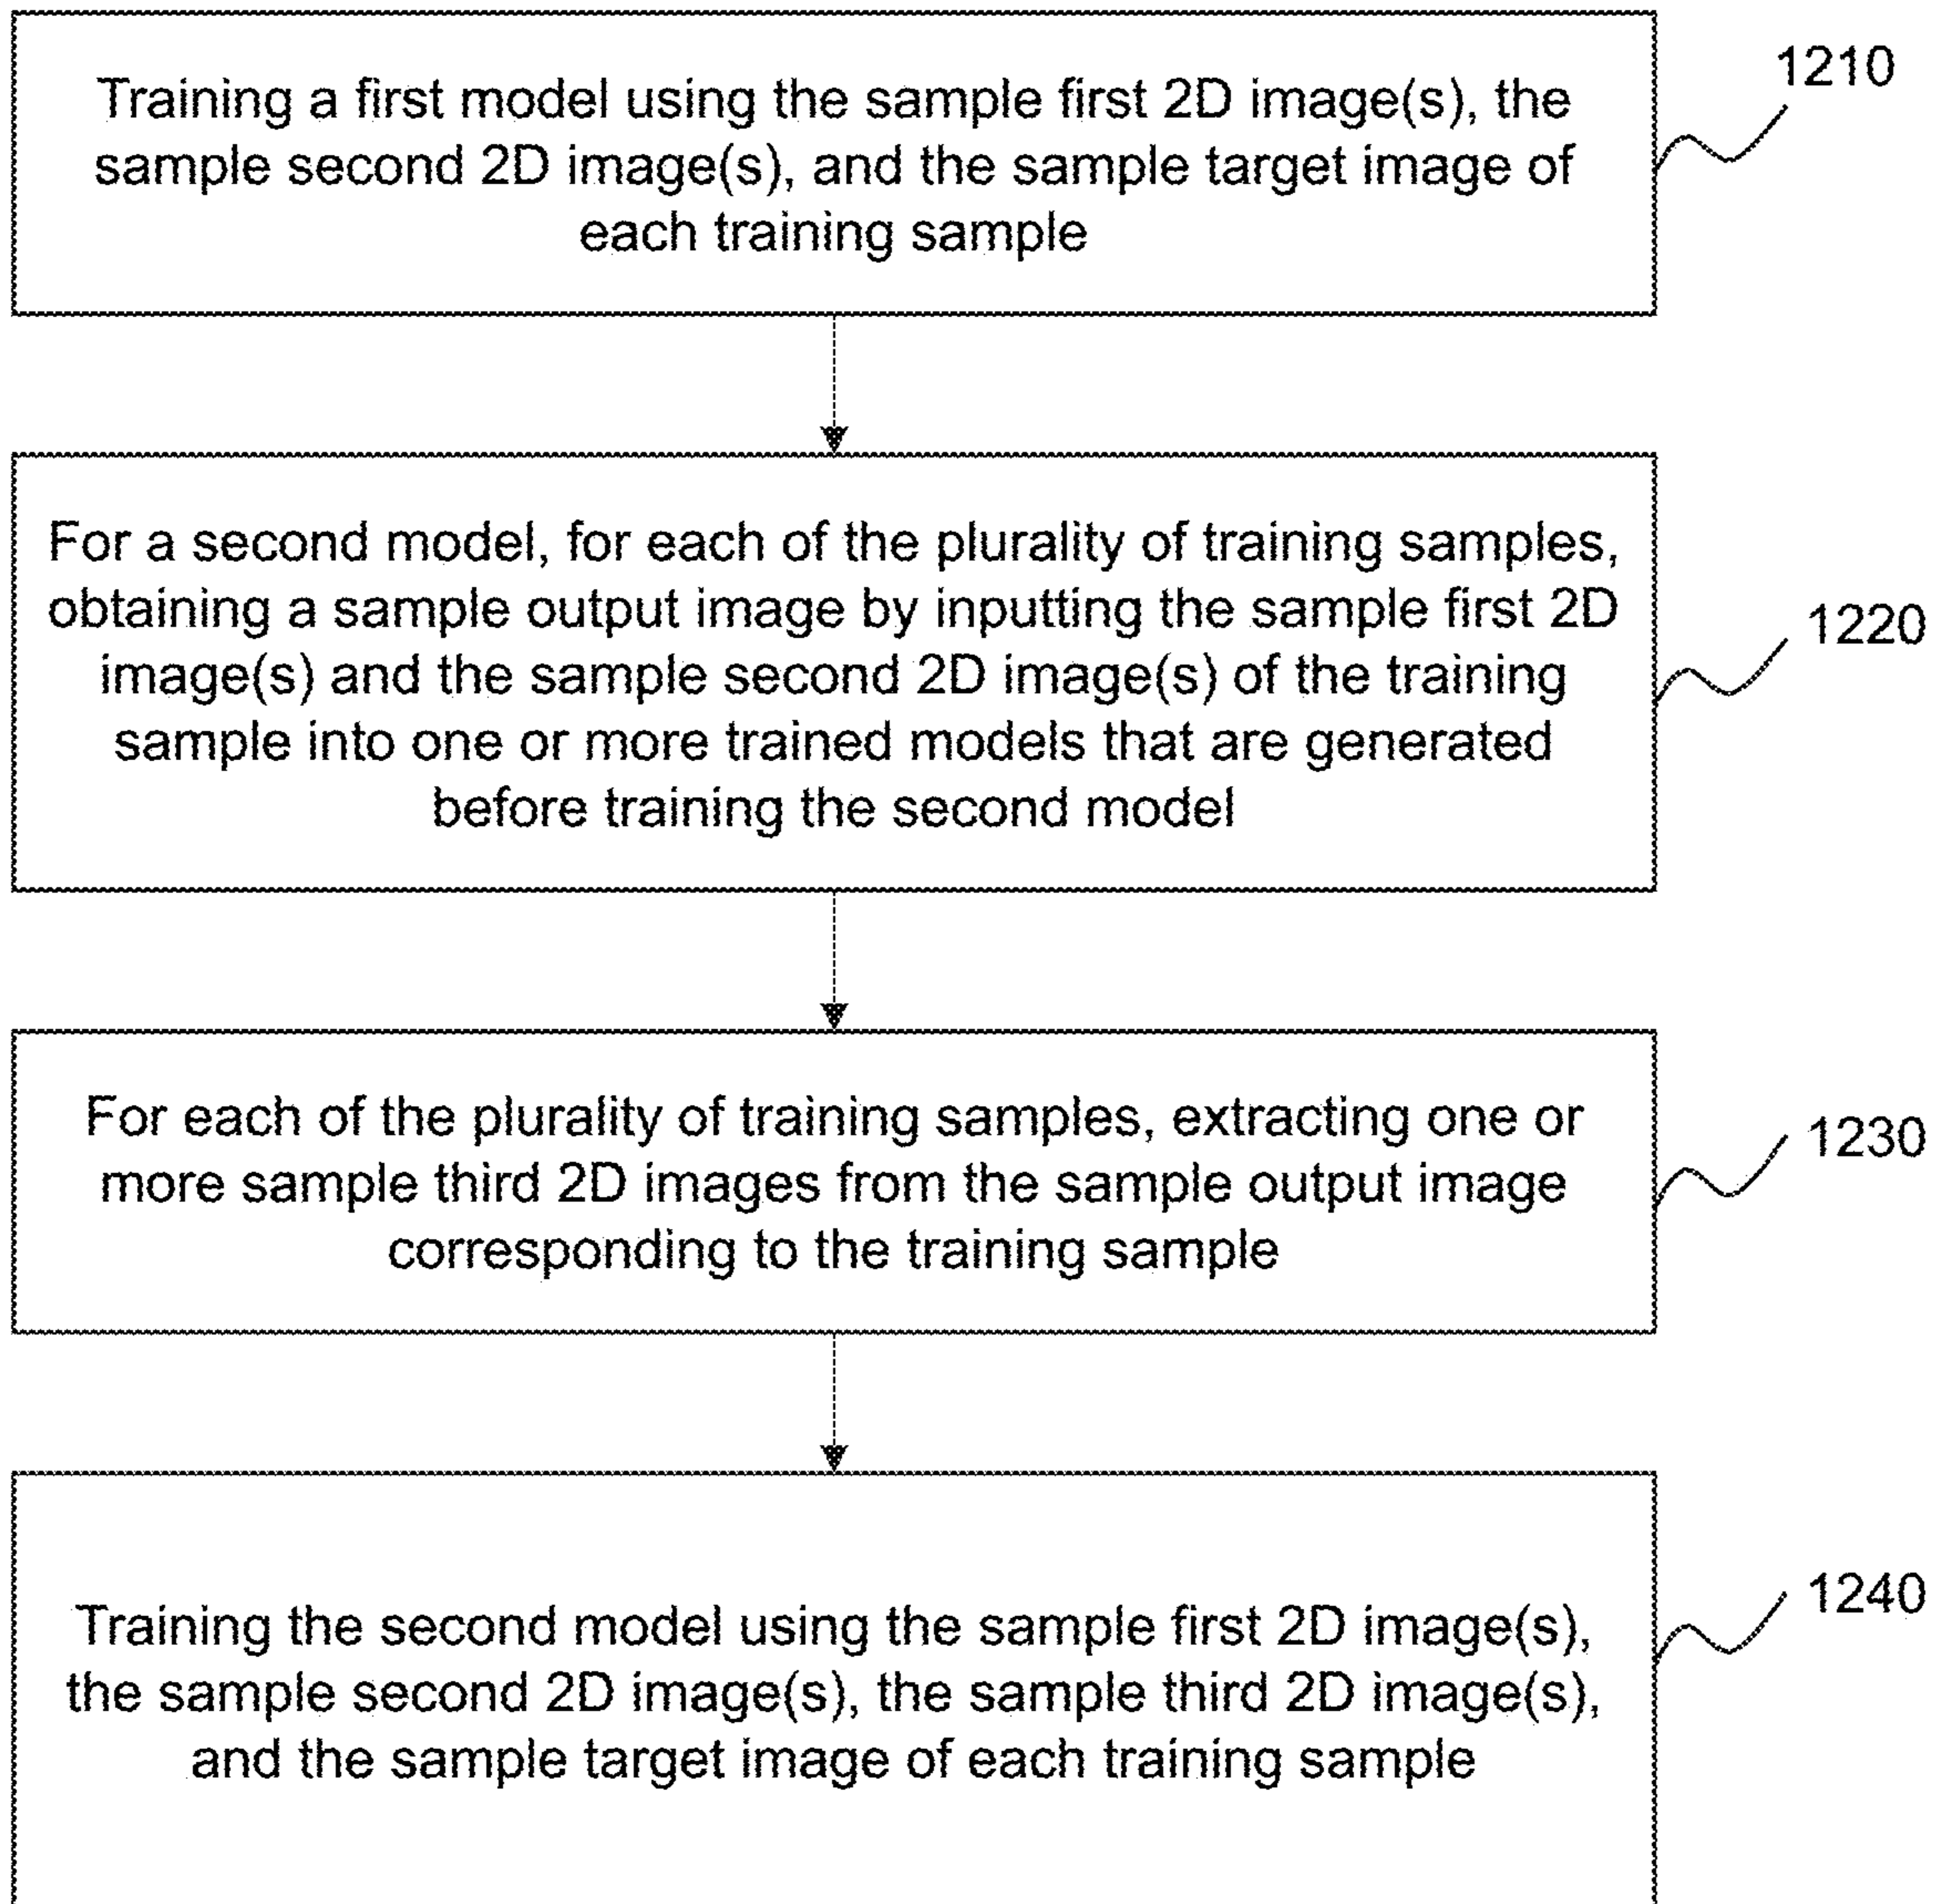 Training a first model using the sample first 2D image(s), the
sample second 2D image(s), and the sample target image of
each training sample
1210
For a second model, for each of the plurality of training samples,
obtaining a sample output image by inputting the sample first 2D
image(s) and the sample second 2D image(s) of the training
sample into one or more trained models that are generated
before training the second model
1220
For each of the plurality of training samples, extracting one or
more sample third 2D images from the sample output image
corresponding to the training sample
1230
Training the second model using the sample first 2D image(s),
the sample second 2D image(s), the sample third 2D image(s),
and the sample target image of each training sample
1240